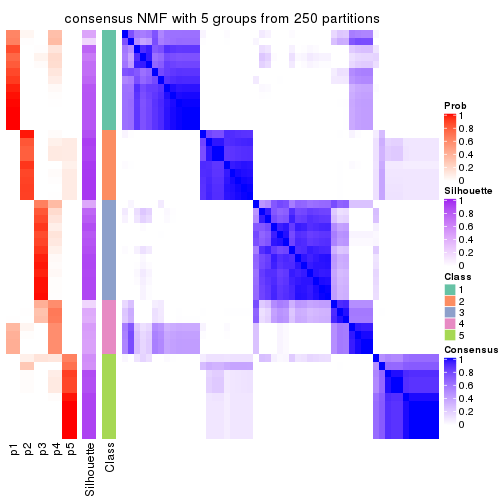 consensus NMF with 5 groups from 250 partitions
Prob
1
0.8
0.6
0.4
0.2
0
Silhouette
1
0.8
0.6
0.4
0.2
0
Class
1
2
3
4
5
Consensus
1
0.8
0.6
0.4
0.2
0
p1
p2
p3
p4
p5
Silhouette
Class